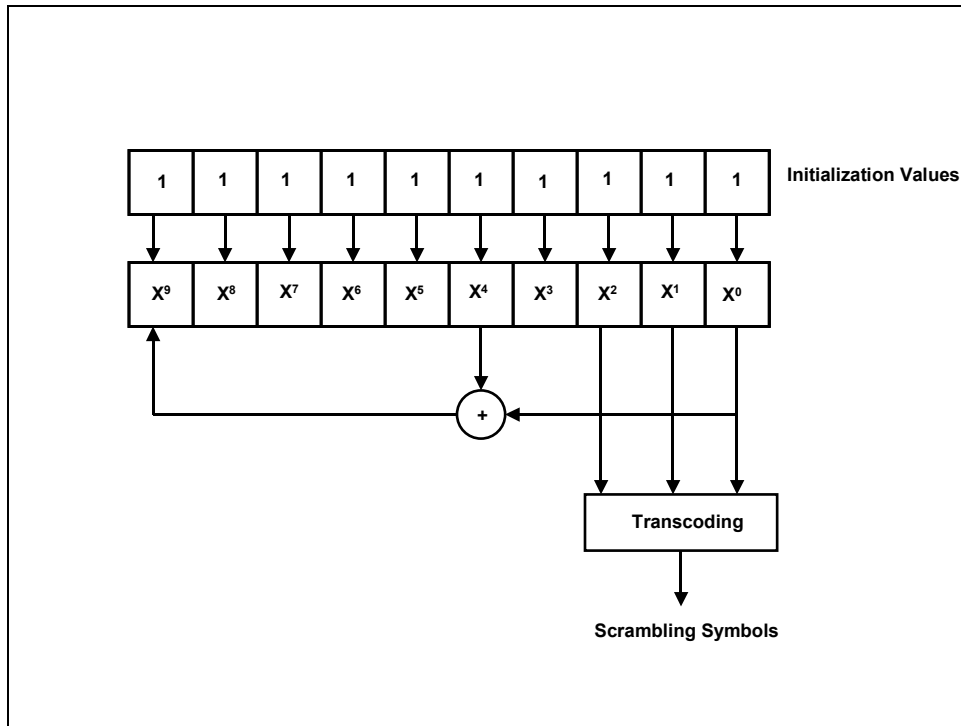 1 1 1 1 1 1 1 1 1 1 Initialization Values
X⁹ X⁸ X⁷ X⁶ X⁵ X⁴ X³ X² X¹ X⁰
+
Transcoding
Scrambling Symbols